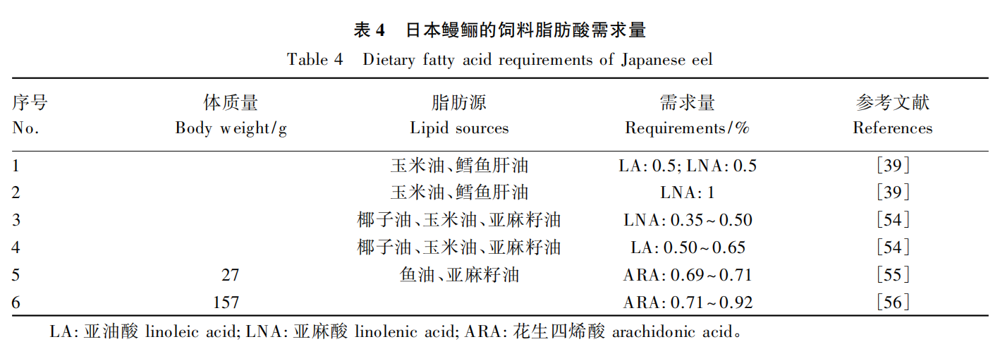 表 4 日本鳗鲡的饲料脂肪酸需求量
Table 4 Dietary fatty acid requirements of Japanese eel
序号 体质量 脂肪源 需求量 参考文献
No. Body weight/g Lipid sources Requirements/% References
1 玉米油、鳕鱼肝油 LA: 0.5; LNA: 0.5 [39]
2 玉米油、鳕鱼肝油 LNA: 1 [39]
3 椰子油、玉米油、亚麻籽油 LNA: 0.35~0.50 [54]
4 椰子油、玉米油、亚麻籽油 LA: 0.50~0.65 [54]
5 27 鱼油、亚麻籽油 ARA: 0.69~0.71 [55]
6 157 ARA: 0.71~0.92 [56]
LA: 亚油酸 linoleic acid; LNA: 亚麻酸 linolenic acid; ARA: 花生四烯酸 arachidonic acid。